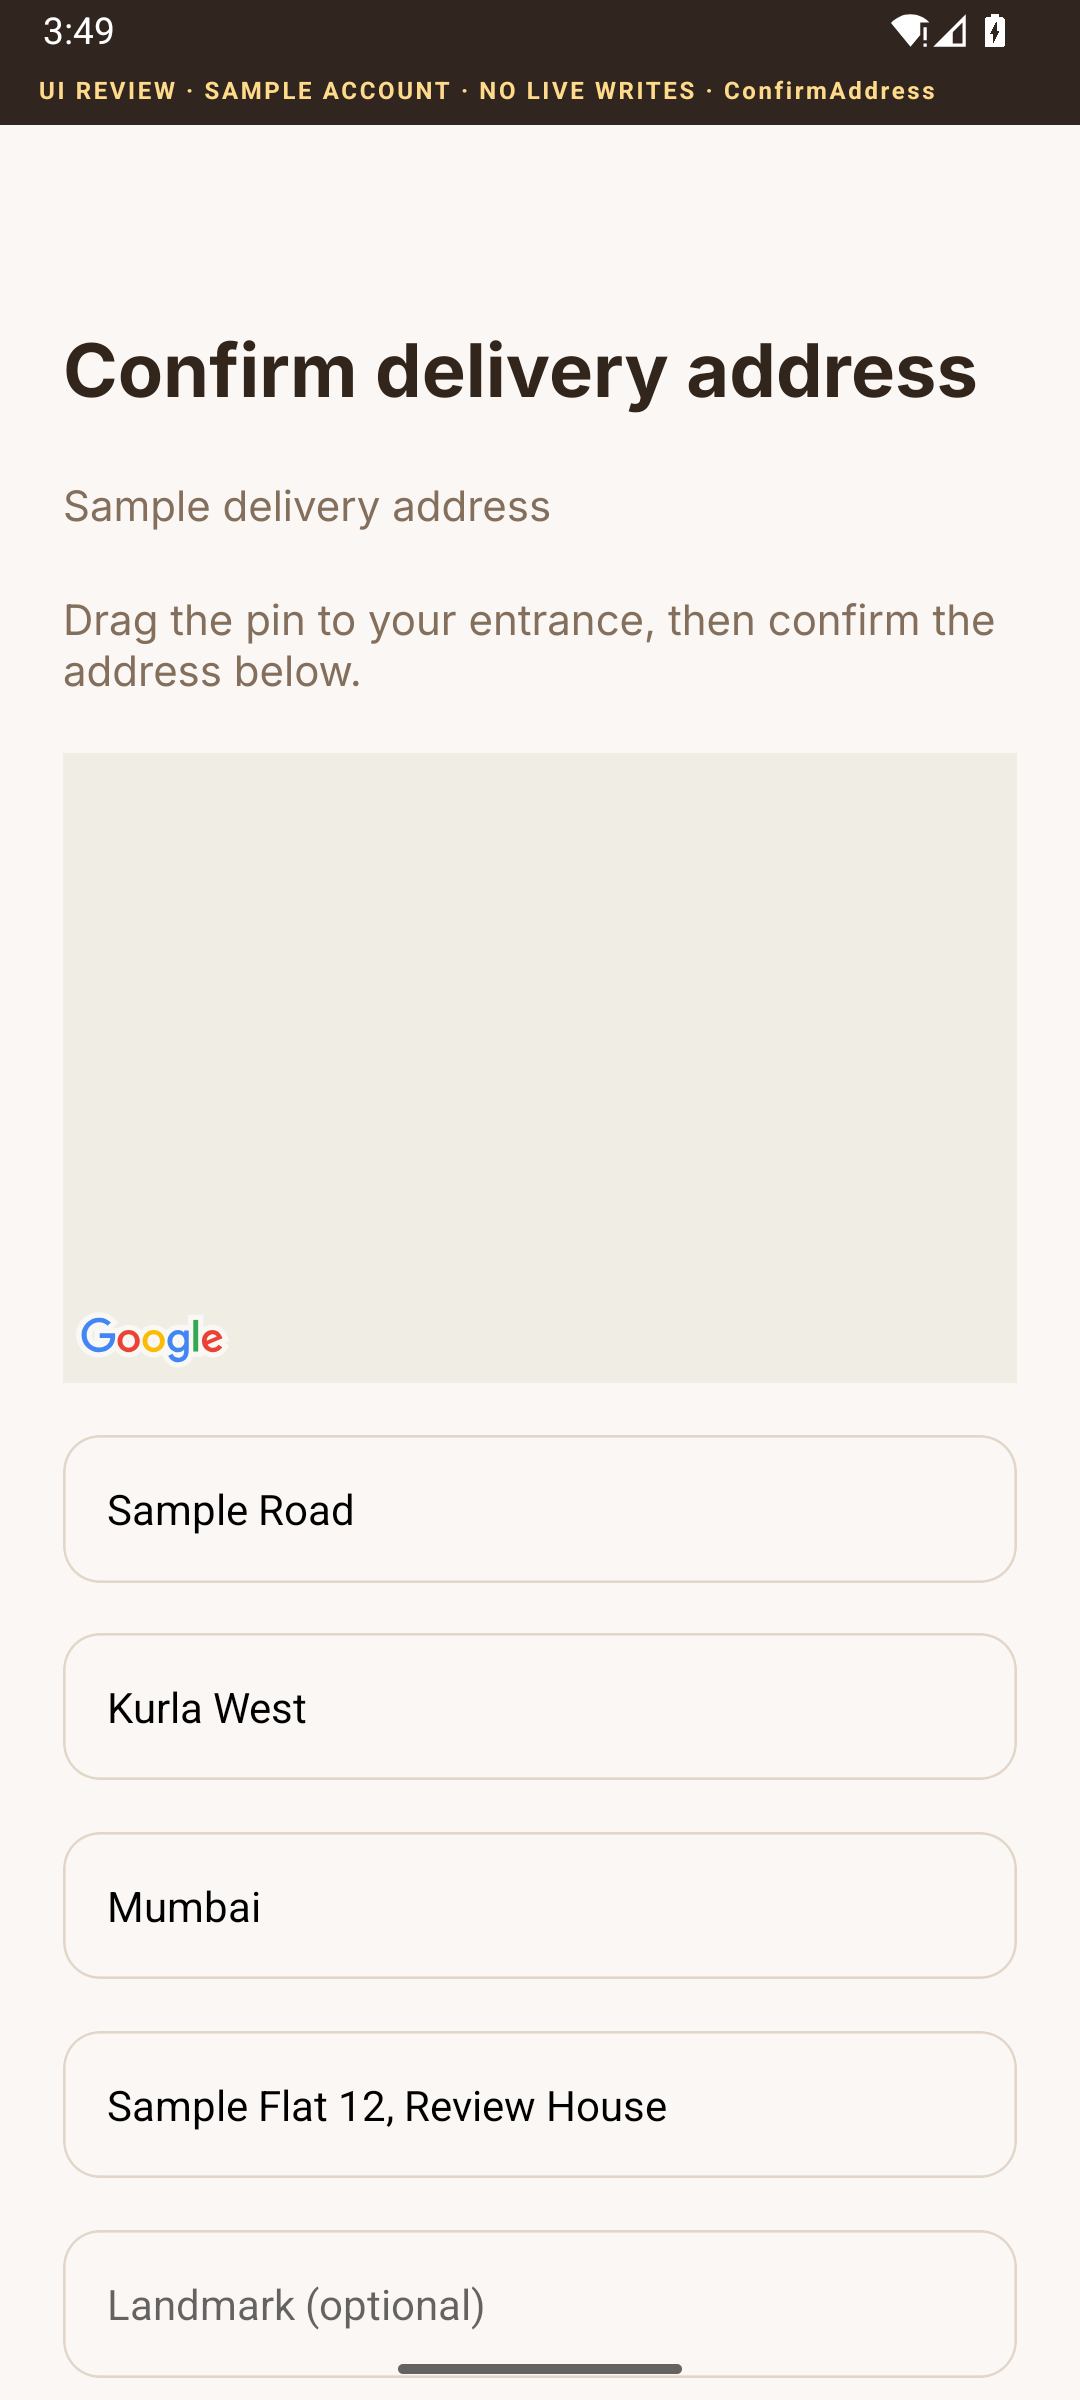 3:49
UI REVIEW · SAMPLE ACCOUNT · NO LIVE WRITES · ConfirmAddress
Confirm delivery address
Sample delivery address
Drag the pin to your entrance, then confirm the
address below.
Google
Sample Road
Kurla West
Mumbai
Sample Flat 12, Review House
Landmark (optional)